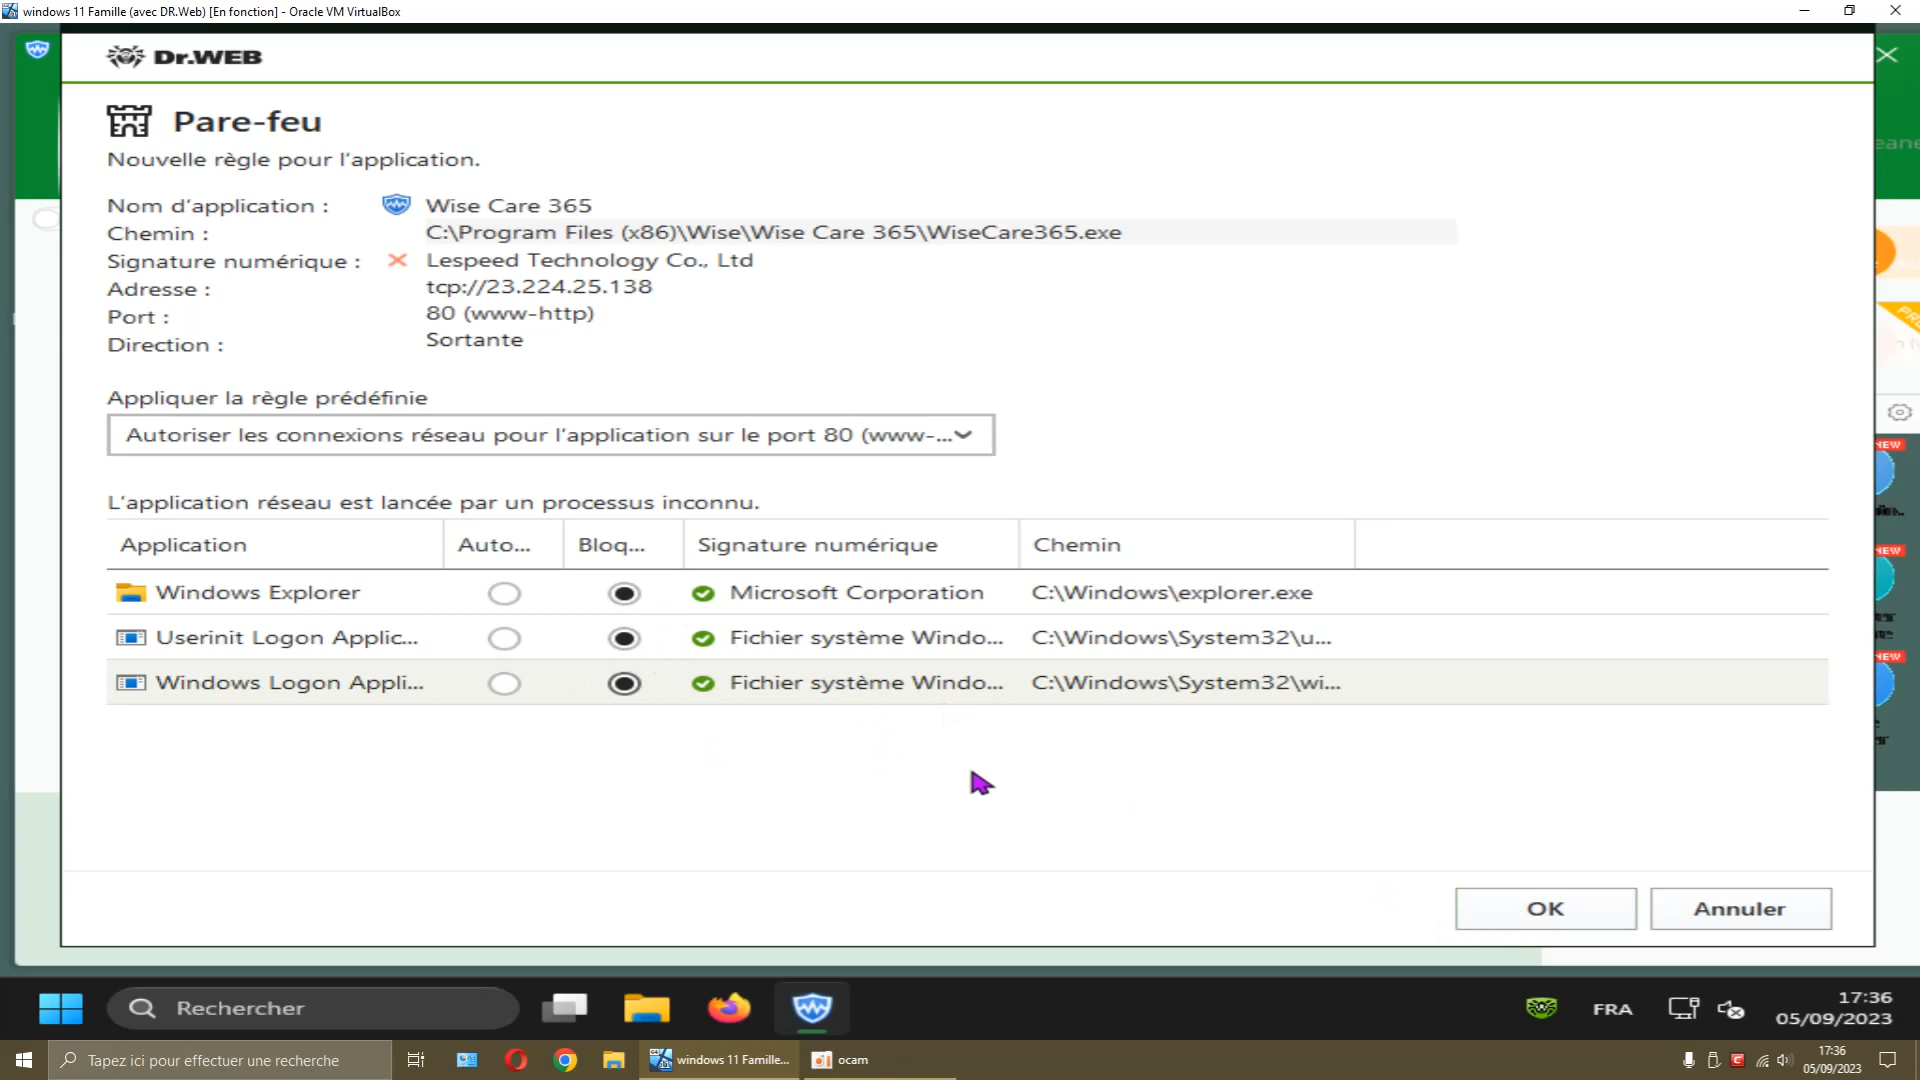 windows 11 Famille (avec DR.Web) [En fonction] - Oracle VM VirtualBox
Dr.WEB
Pare-feu
Nouvelle règle pour l'application.
Nom d'application : Wise Care 365
Chemin : C:\Program Files (x86)\Wise\Wise Care 365\WiseCare365.exe
Signature numérique : Lespeed Technology Co., Ltd
Adresse : tcp://23.224.25.138
Port : 80 (www-http)
Direction : Sortante
Appliquer la règle prédéfinie
Autoriser les connexions réseau pour l'application sur le port 80 (www-...
NEW
L'application réseau est lancée par un processus inconnu.
Application Auto... Bloq... Signature numérique Chemin
NEW
Windows Explorer Microsoft Corporation C:\Windows\explorer.exe
Userinit Logon Applic... Fichier système Windo... C:\Windows\System32\u...
NEW
Windows Logon Appli... Fichier système Windo... C:\Windows\System32\wi...
OK Annuler
Rechercher FRA 17:36
05/09/2023
Tapez ici pour effectuer une recherche windows 11 Famille... ocam 17:36
05/09/2023